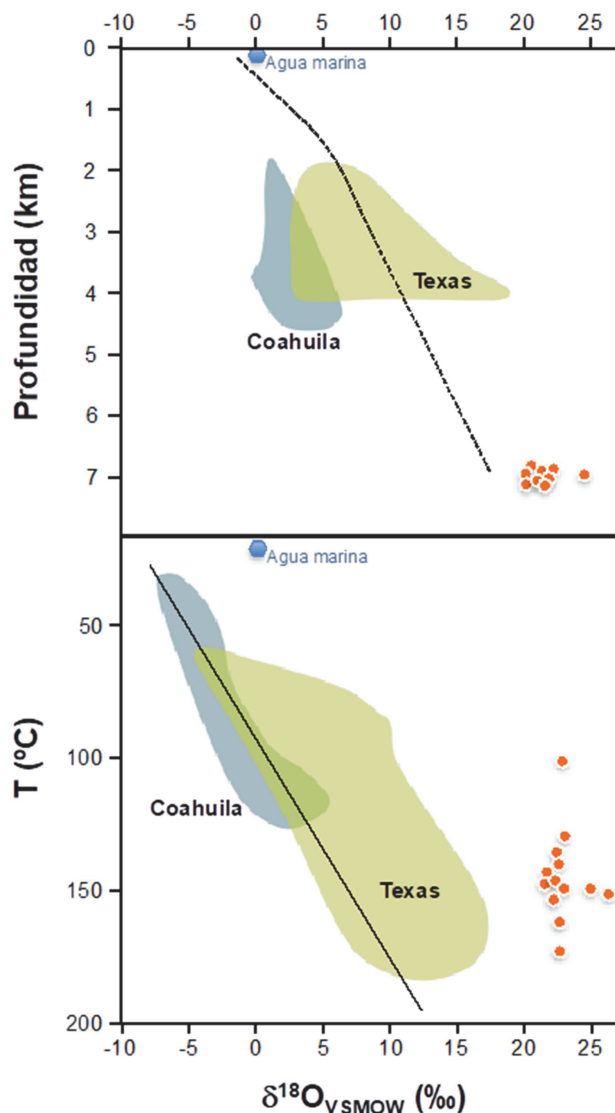 -10 -5 0 5 10 15 20 25
0
Agua marina
1
2
3
Texas
4
Coahuila
5
6
7
Profundidad (km)
Agua marina
50
100
Coahuila
150
Texas
200
T (ºC)
-10 -5 0 5 10 15 20 25
δ¹⁸O_VSMOW (‰)